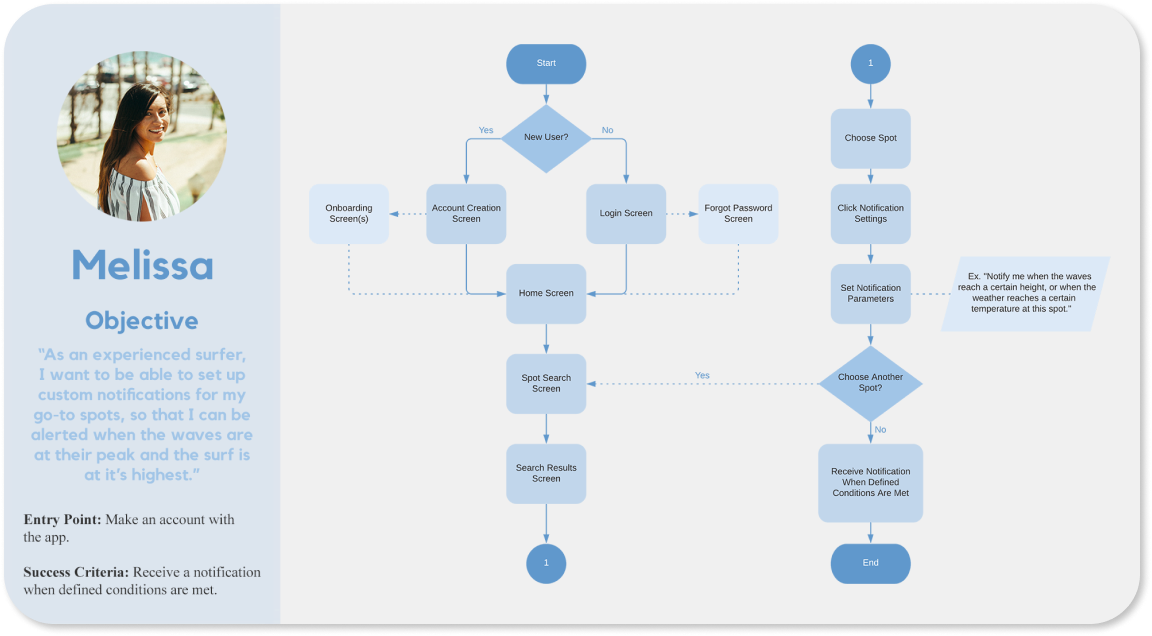 Melissa
Objective
"As an experienced surfer,
I want to be able to set up
custom notifications for my
go-to spots, so that I can be
alerted when the waves are
at their peak and the surf is
at it's highest."
Entry Point: Make an account with
the app.
Success Criteria: Receive a notification
when defined conditions are met.
Start
New User?
Yes
No
Onboarding
Screen(s)
Account Creation
Screen
Login Screen
Forgot Password
Screen
Home Screen
Spot Search
Screen
Search Results
Screen
1
1
Choose Spot
Click Notification
Settings
Set Notification
Parameters
Ex. "Notify me when the waves
reach a certain height, or when the
weather reaches a certain
temperature at this spot."
Choose Another
Spot?
Yes
No
Receive Notification
When Defined
Conditions Are Met
End